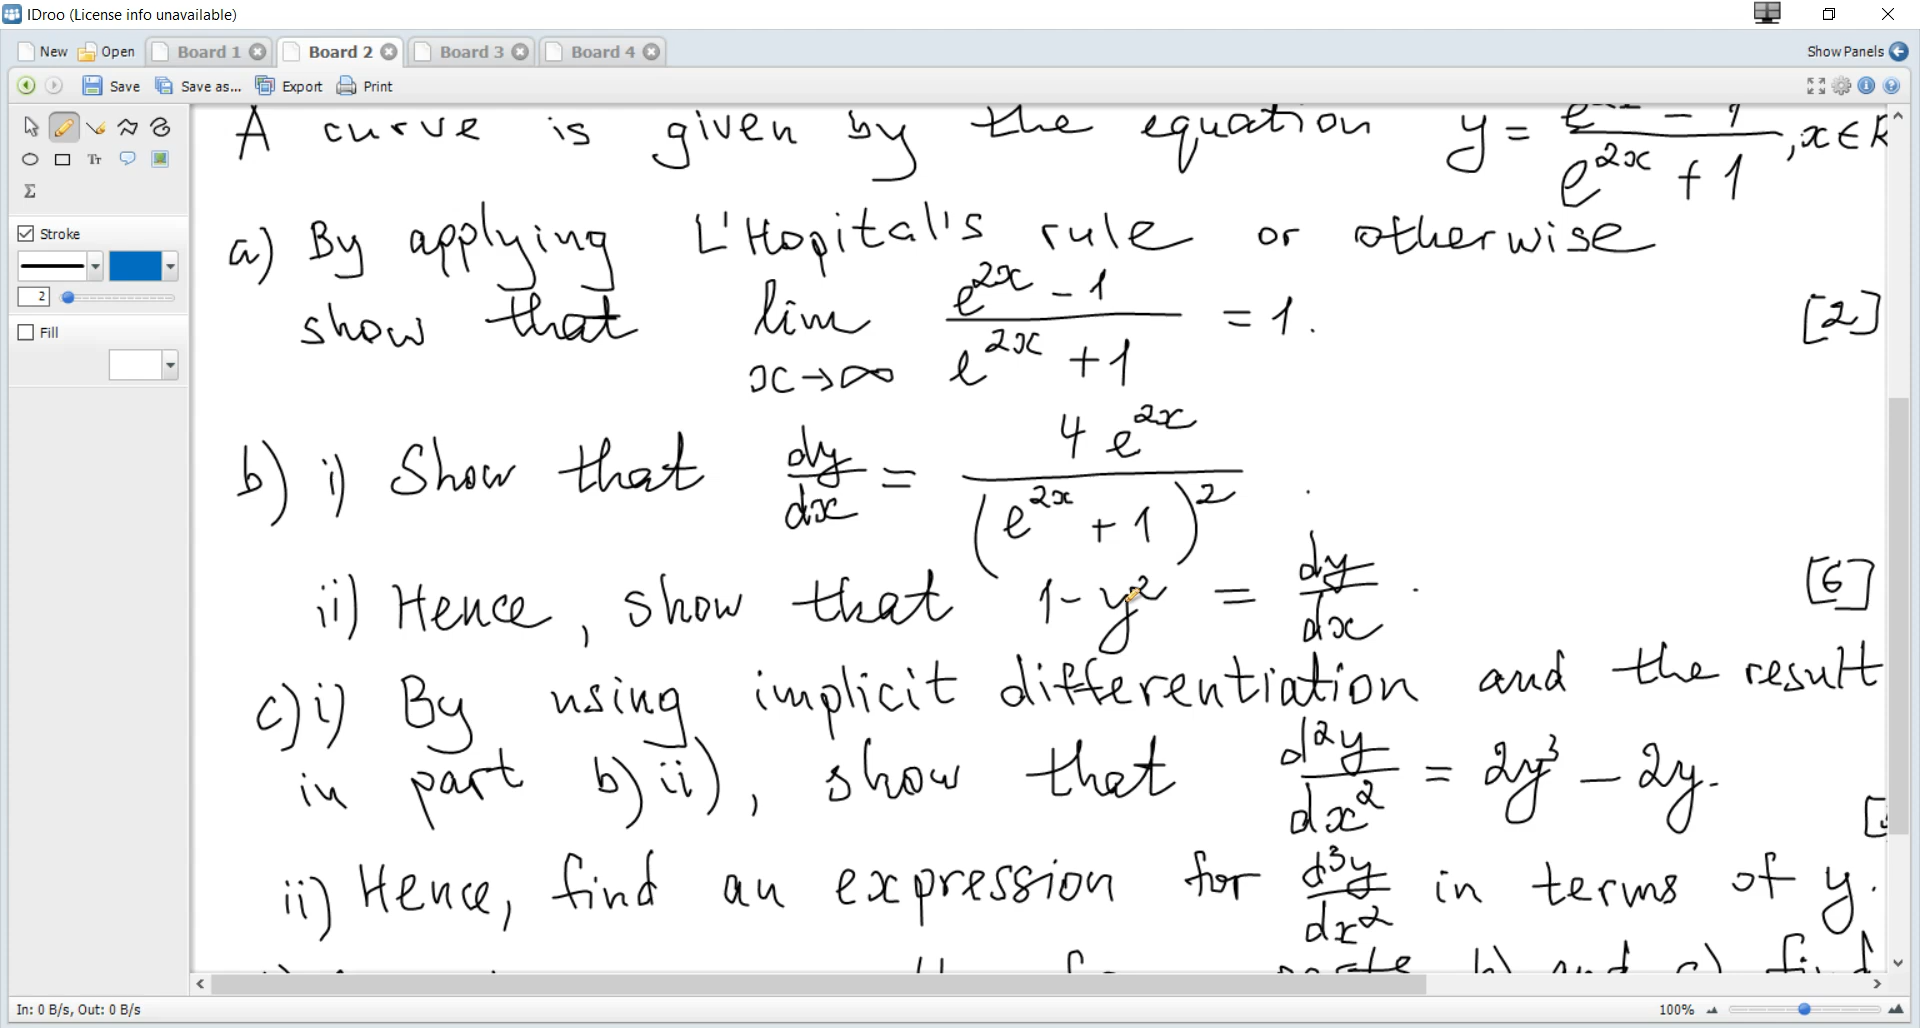 IDroo (License info unavailable)
New Open Board 1 Board 2 Board 3 Board 4 Show Panels
Save Save as... Export Print
Tr
Σ
Stroke
2
Fill
A curve is given by the equation y = (e^2x - 1)/(e^2x + 1), x ∈ R
a) By applying L'Hopital's rule or otherwise
show that lim x→∞ (e^2x - 1)/(e^2x + 1) = 1. [2]
b) i) Show that dy/dx = 4e^2x/(e^2x + 1)^2 .
ii) Hence, show that 1 - y^2 = dy/dx . [6]
c) i) By using implicit differentiation and the result
in part b) ii), show that d^2y/dx^2 = 2y^3 - 2y.
ii) Hence, find an expression for d^3y/dx^2 in terms of y.
b) and c) find
In: 0 B/s, Out: 0 B/s 100%